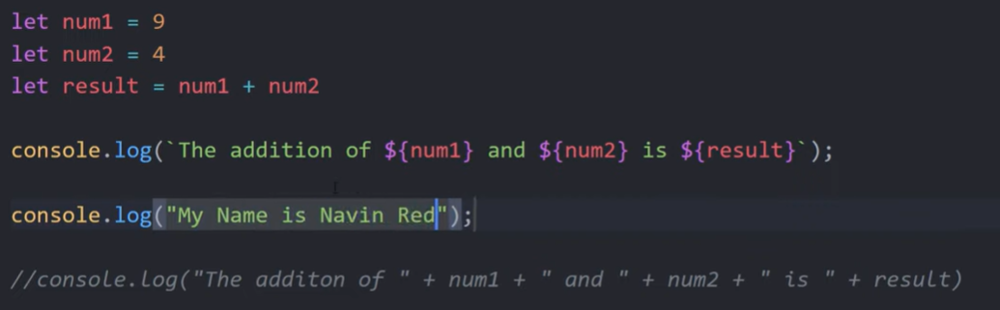 let num1 = 9
let num2 = 4
let result = num1 + num2
console.log(`The addition of ${num1} and ${num2} is ${result}`);
console.log("My Name is Navin Red");
//console.log("The additon of " + num1 + " and " + num2 + " is " + result)